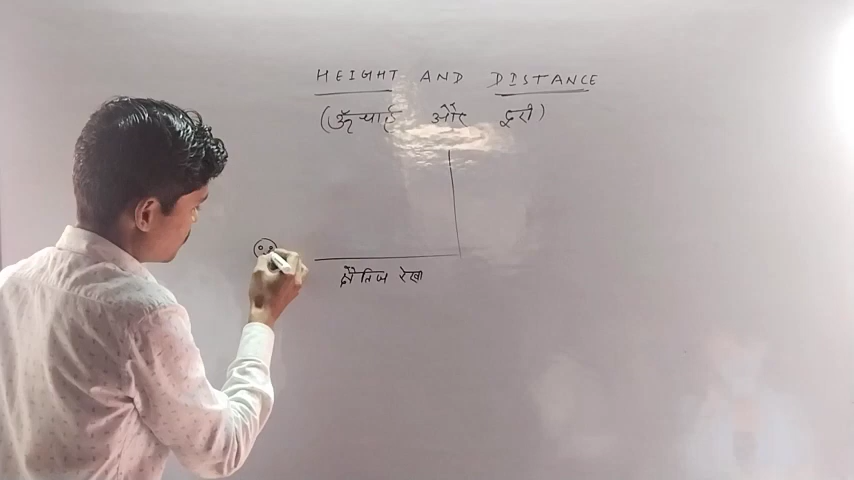 HEIGHT AND DISTANCE
(ऊँचाई और दूरी)
क्षैतिज रेखा